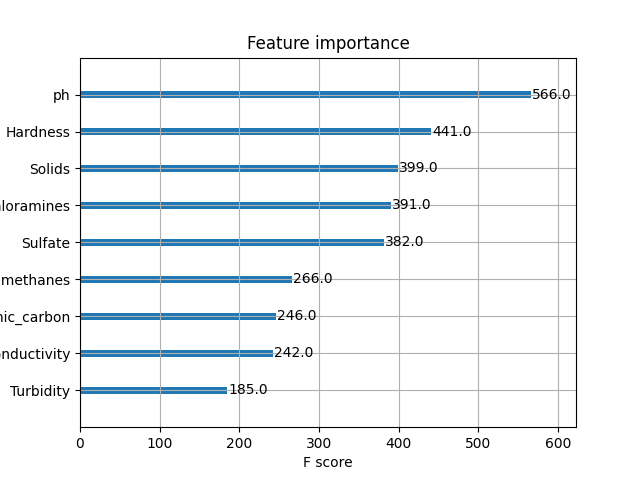 Feature importance
ph 566.0
Hardness 441.0
Solids 399.0
loramines 391.0
Sulfate 382.0
methanes 266.0
nic_carbon 246.0
onductivity 242.0
Turbidity 185.0
0 100 200 300 400 500 600
F score